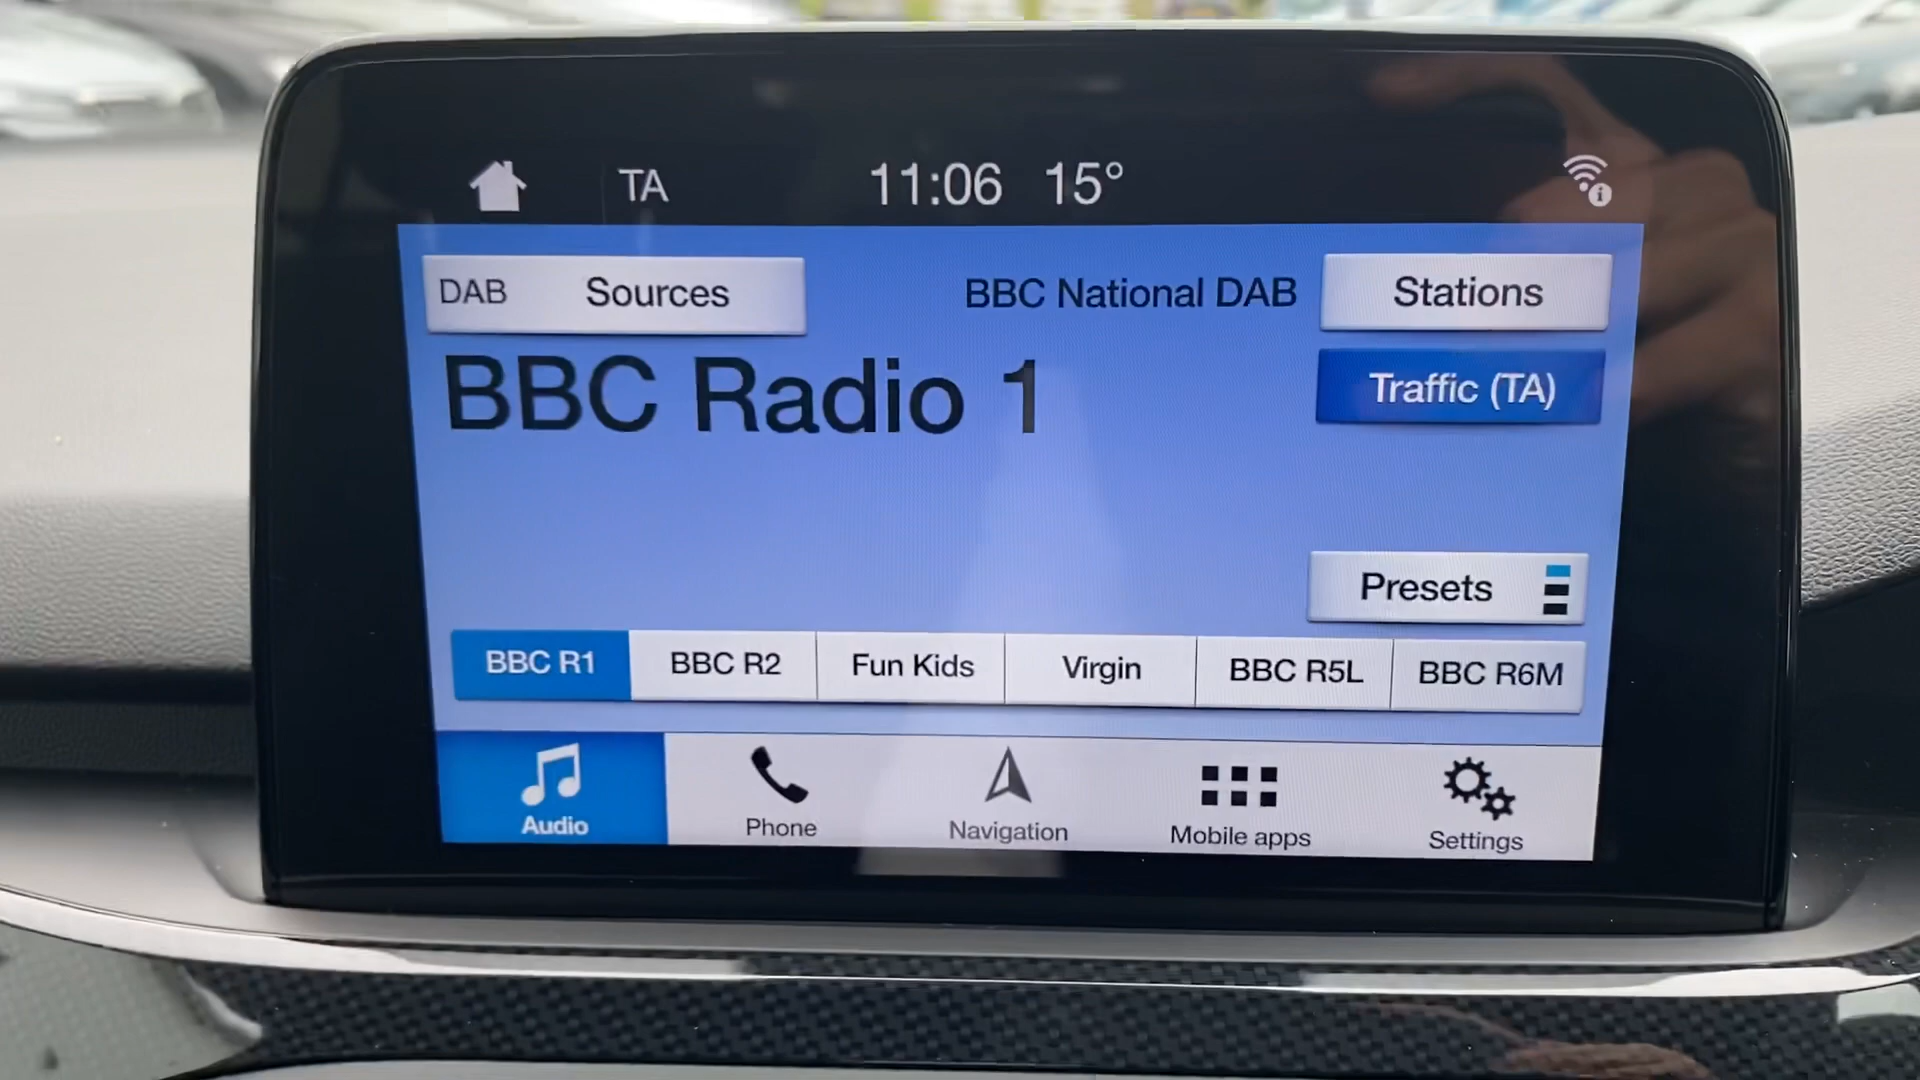 TA 11:06 15°
DAB Sources BBC National DAB Stations
BBC Radio 1
Traffic (TA)
Presets
BBC R1 BBC R2 Fun Kids Virgin BBC R5L BBC R6M
Audio Phone Navigation Mobile apps Settings